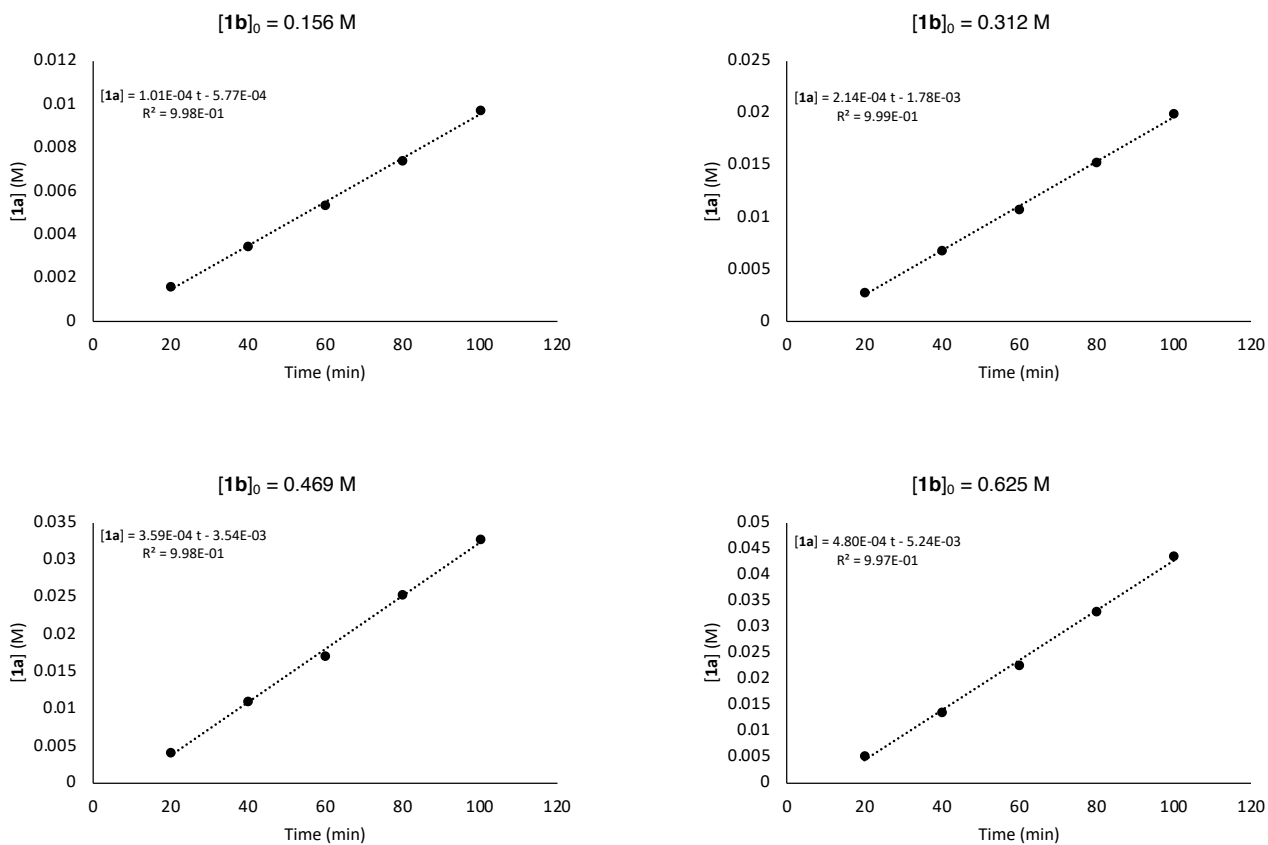 [1b]₀ = 0.156 M
0.012
0.01
0.008
0.006
0.004
0.002
0
[1a] (M)
[1a] = 1.01E-04 t - 5.77E-04
R² = 9.98E-01
0 20 40 60 80 100 120
Time (min)
[1b]₀ = 0.312 M
0.025
0.02
0.015
0.01
0.005
0
[1a] (M)
[1a] = 2.14E-04 t - 1.78E-03
R² = 9.99E-01
0 20 40 60 80 100 120
Time (min)
[1b]₀ = 0.469 M
0.035
0.03
0.025
0.02
0.015
0.01
0.005
0
[1a] (M)
[1a] = 3.59E-04 t - 3.54E-03
R² = 9.98E-01
0 20 40 60 80 100 120
Time (min)
[1b]₀ = 0.625 M
0.05
0.045
0.04
0.035
0.03
0.025
0.02
0.015
0.01
0.005
0
[1a] (M)
[1a] = 4.80E-04 t - 5.24E-03
R² = 9.97E-01
0 20 40 60 80 100 120
Time (min)